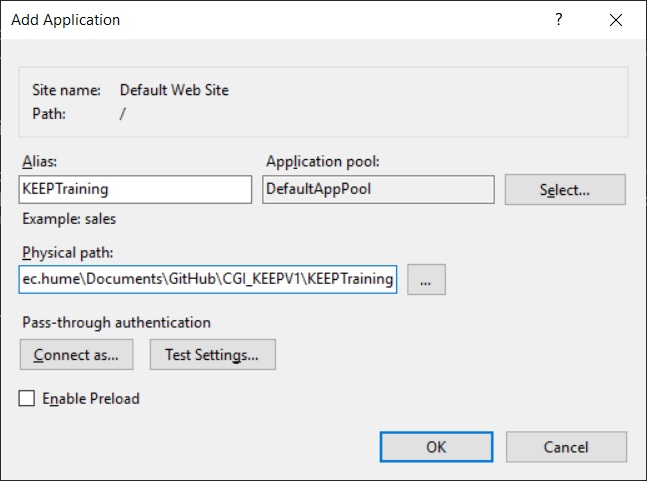 Add Application
Site name: Default Web Site
Path: /
Alias: Application pool:
KEEPTraining DefaultAppPool Select...
Example: sales
Physical path:
ec.hume\Documents\GitHub\CGI_KEEPV1\KEEPTraining ...
Pass-through authentication
Connect as... Test Settings...
Enable Preload
OK Cancel